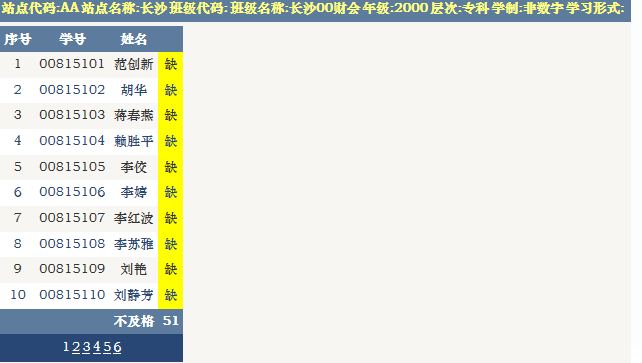 站点代码:AA 站点名称:长沙 班级代码: 班级名称:长沙00财会 年级:2000 层次:专科 学制:非数字 学习形式:
序号 学号 姓名
1 00815101 范创新 缺
2 00815102 胡华 缺
3 00815103 蒋春燕 缺
4 00815104 赖胜平 缺
5 00815105 李佼 缺
6 00815106 李婷 缺
7 00815107 李红波 缺
8 00815108 李苏雅 缺
9 00815109 刘艳 缺
10 00815110 刘静芳 缺
不及格 51
1 2 3 4 5 6